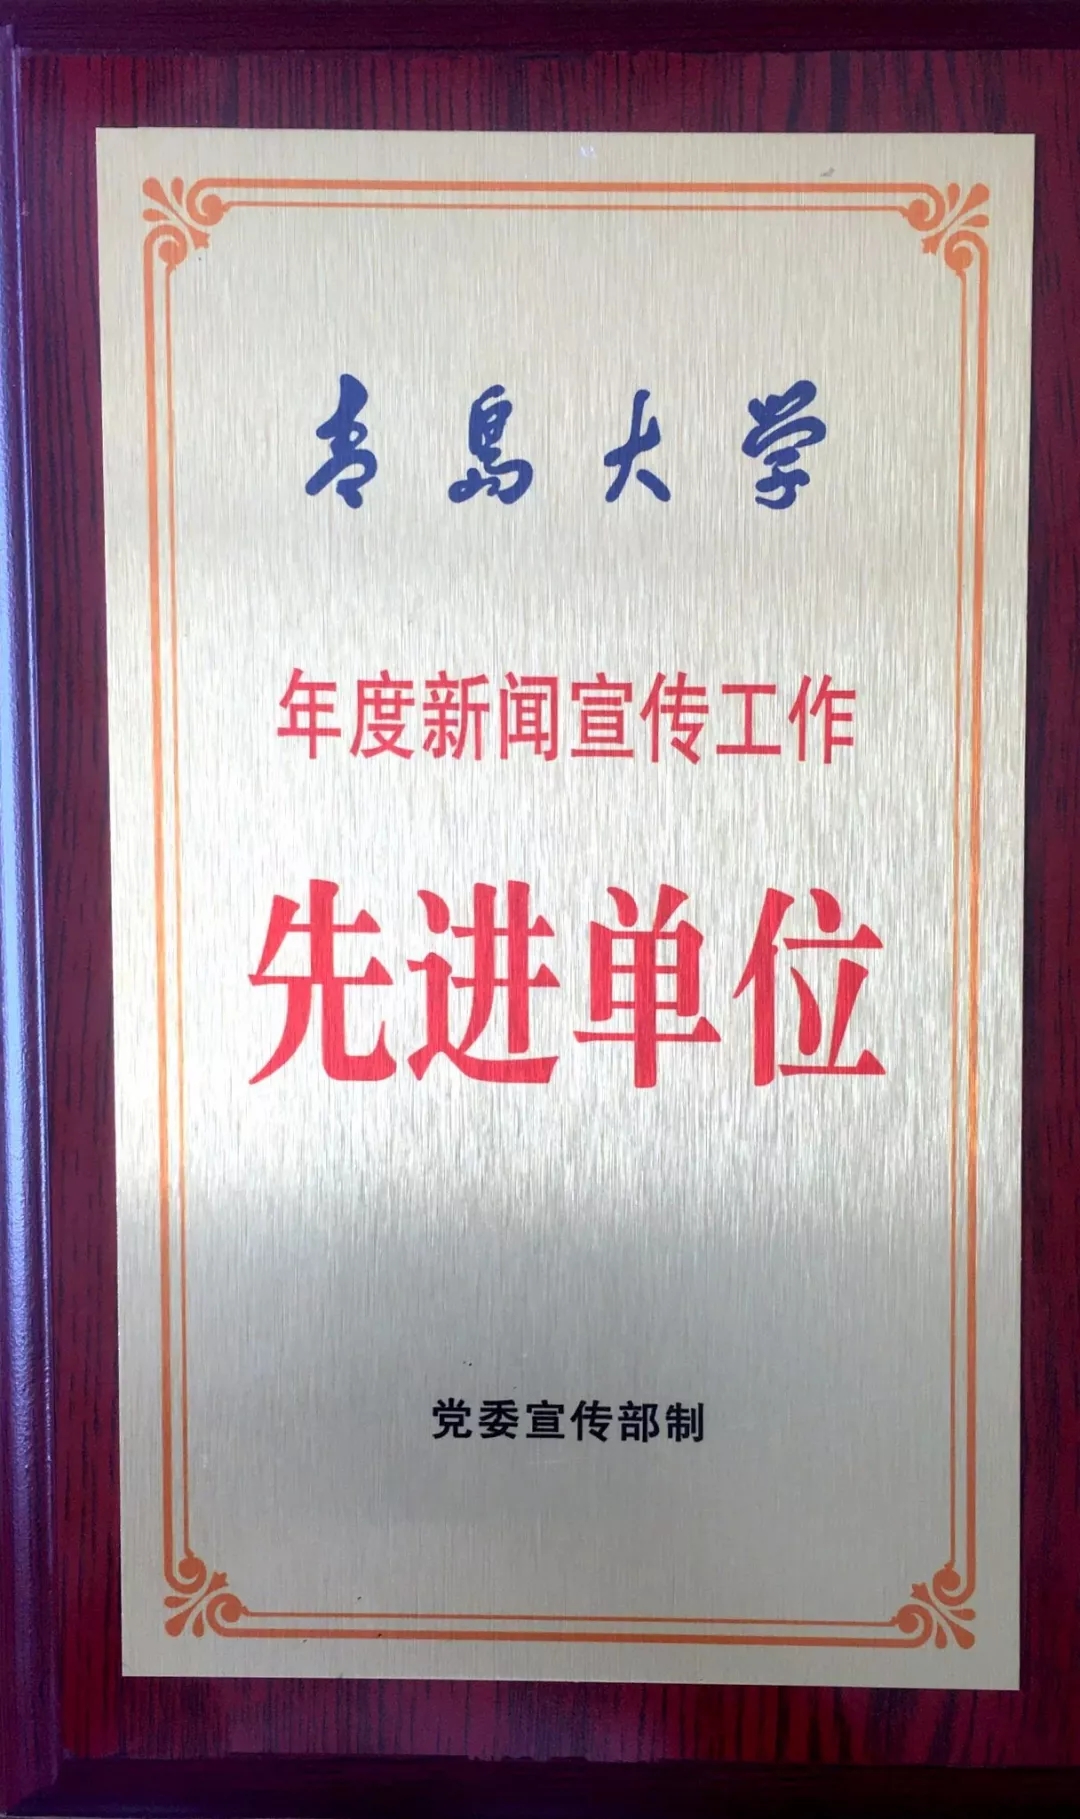 青岛大学
年度新闻宣传工作
先进单位
党委宣传部制